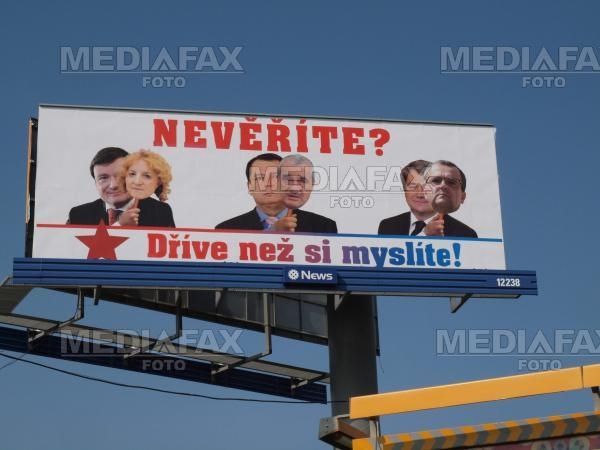 MEDIAFAX
FOTO
MEDIAFAX
FOTO
NEVĚŘÍTE?
MEDIAFAX
FOTO
Dříve než si myslíte!
News
12238
MEDIAFAX
FOTO
MEDIAFAX
FOTO